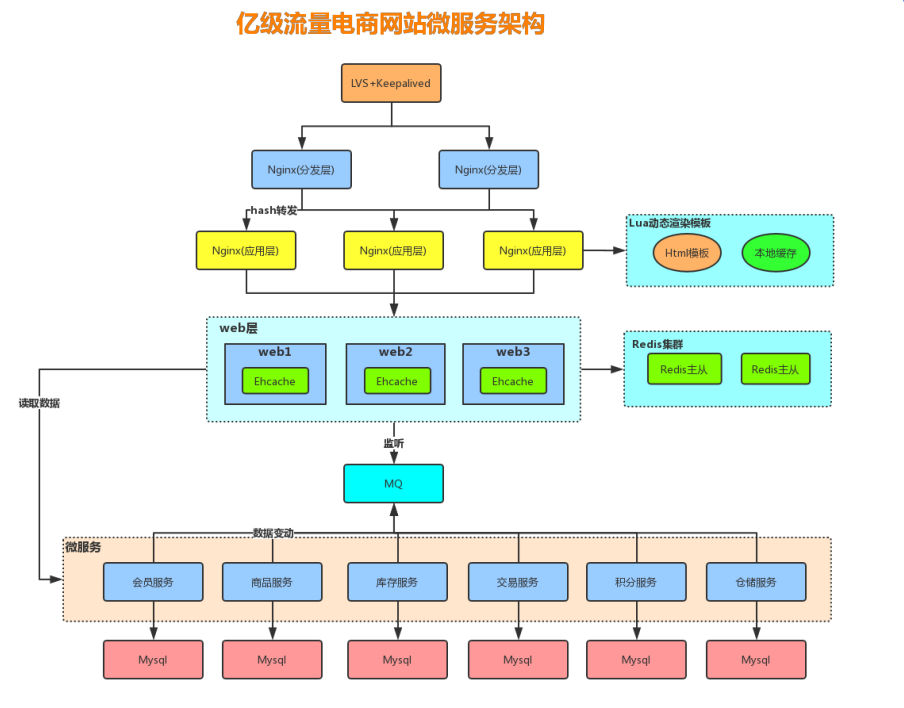 亿级流量电商网站微服务架构
LVS+Keepalived
Nginx(分发层)
Nginx(分发层)
hash转发
Nginx(应用层)
Nginx(应用层)
Nginx(应用层)
Lua动态渲染模板
Html模板
本地缓存
web层
web1
web2
web3
Ehcache
Ehcache
Ehcache
Redis集群
Redis主从
Redis主从
读取数据
监听
MQ
数据变动
微服务
会员服务
商品服务
库存服务
交易服务
积分服务
仓储服务
Mysql
Mysql
Mysql
Mysql
Mysql
Mysql